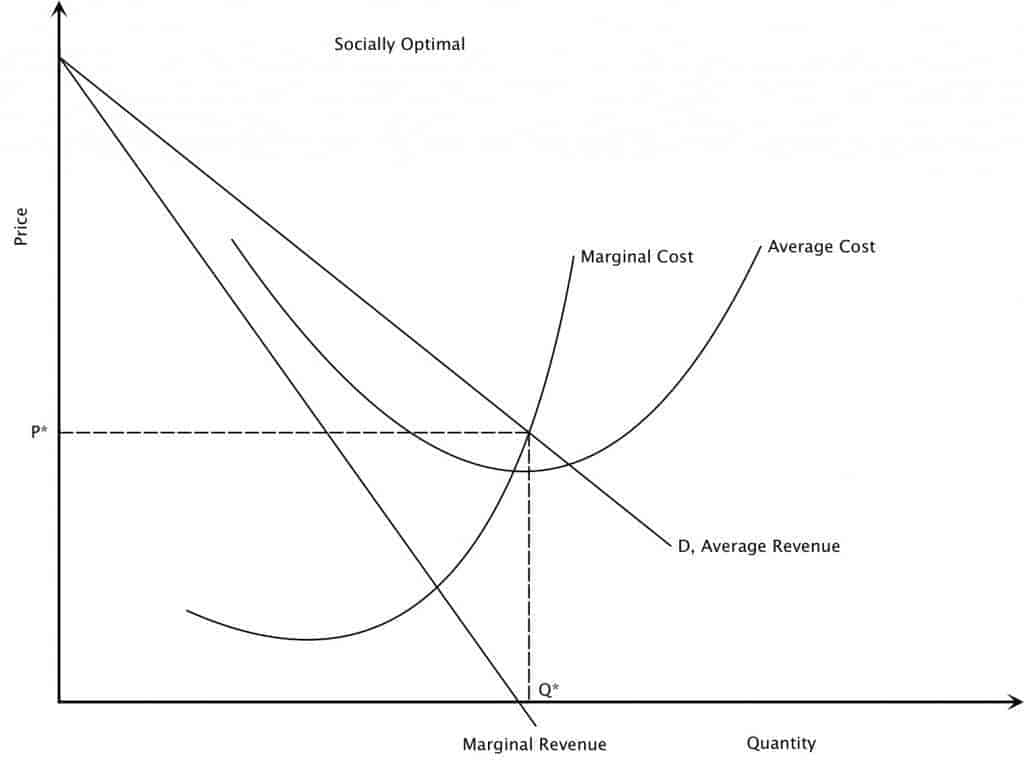 Socially Optimal
Price
Marginal Cost
Average Cost
P*
D, Average Revenue
Q*
Marginal Revenue
Quantity